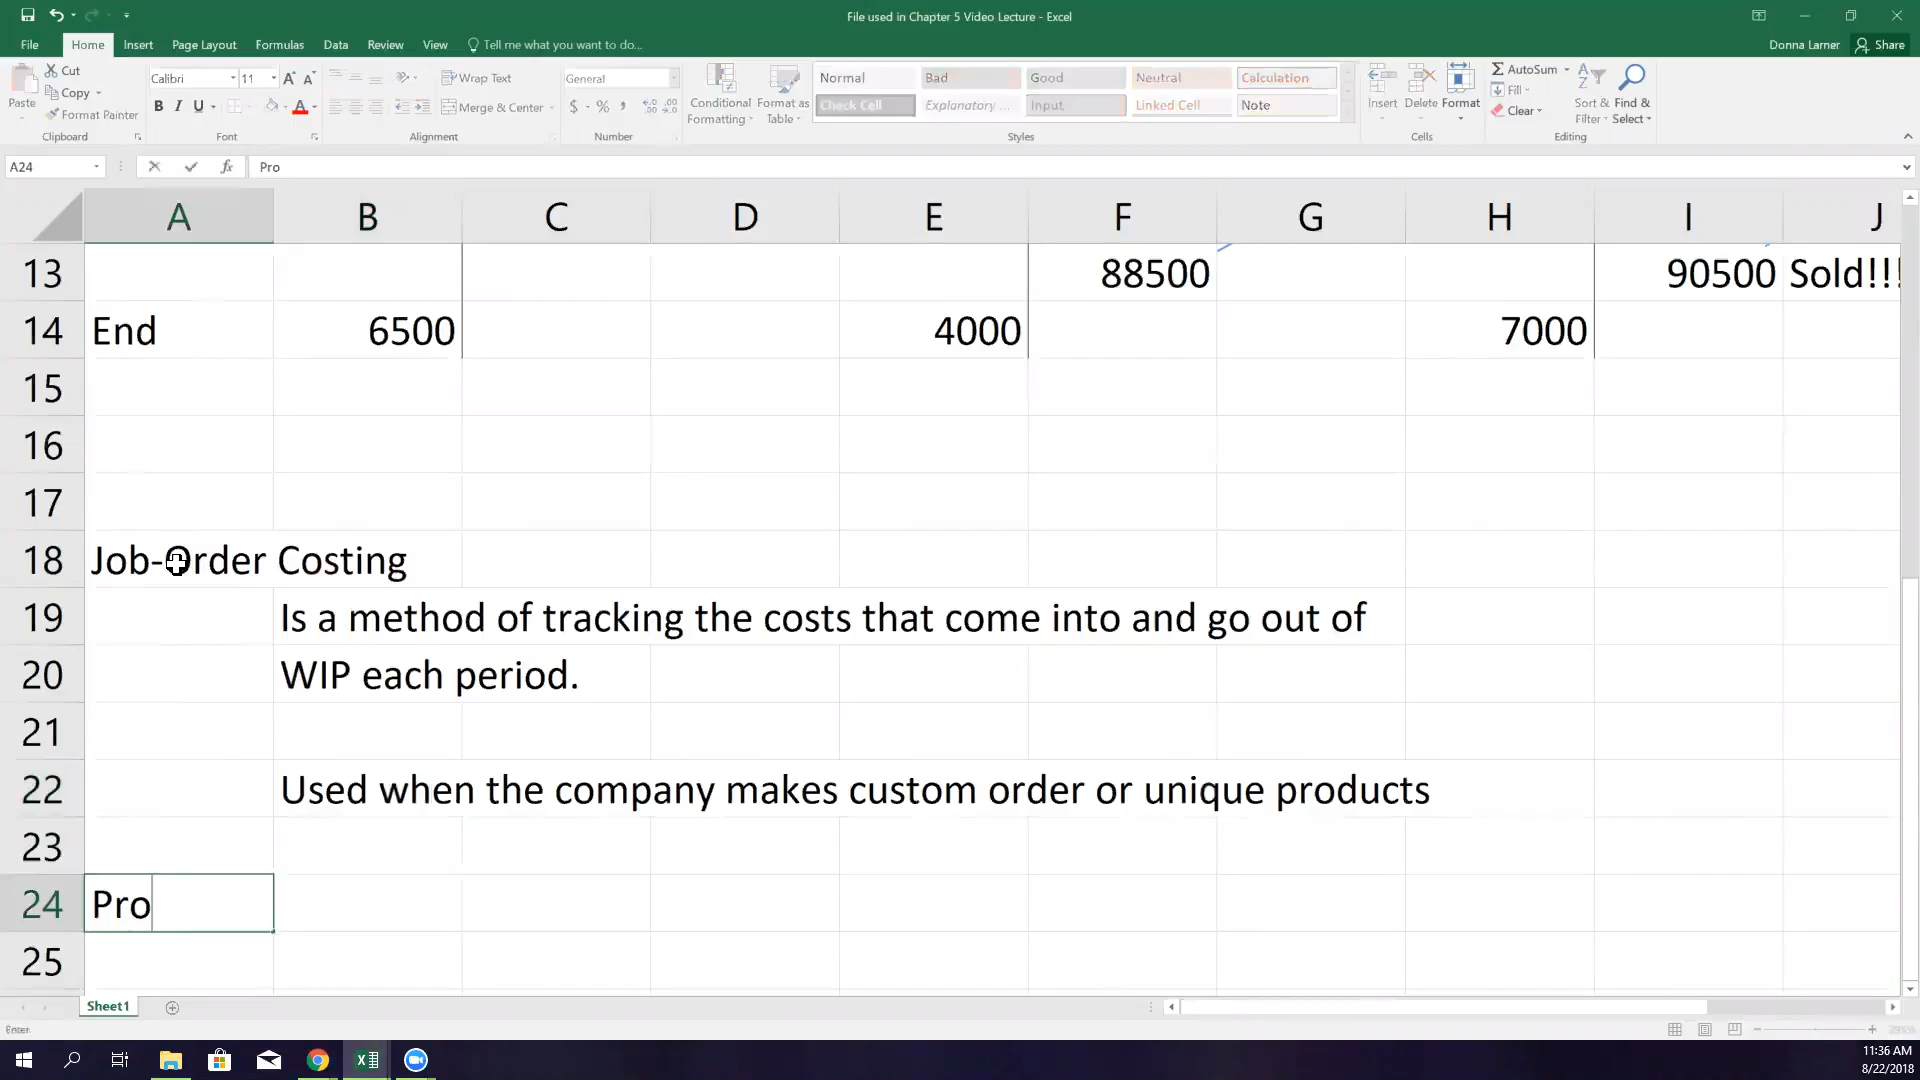 File used in Chapter 5 Video Lecture - Excel
File Home Insert Page Layout Formulas Data Review View Tell me what you want to do... Donna Larner Share
Cut Calibri 11 A A Wrap Text General Normal Bad Good Neutral Calculation AutoSum
Copy Fill
Paste Format Painter B I U A Merge & Center $ % , Conditional Formatting Format as Table Check Cell Explanatory ... Input Linked Cell Note Insert Delete Format Clear Sort & Filter Find & Select
Clipboard Font Alignment Number Styles Cells Editing
A24 fx Pro
A B C D E F G H I J
13 88500 90500 Sold!!!
14 End 6500 4000 7000
15
16
17
18 Job-Order Costing
19 Is a method of tracking the costs that come into and go out of
20 WIP each period.
21
22 Used when the company makes custom order or unique products
23
24 Pro
25
Sheet1
Enter
11:36 AM
8/22/2018